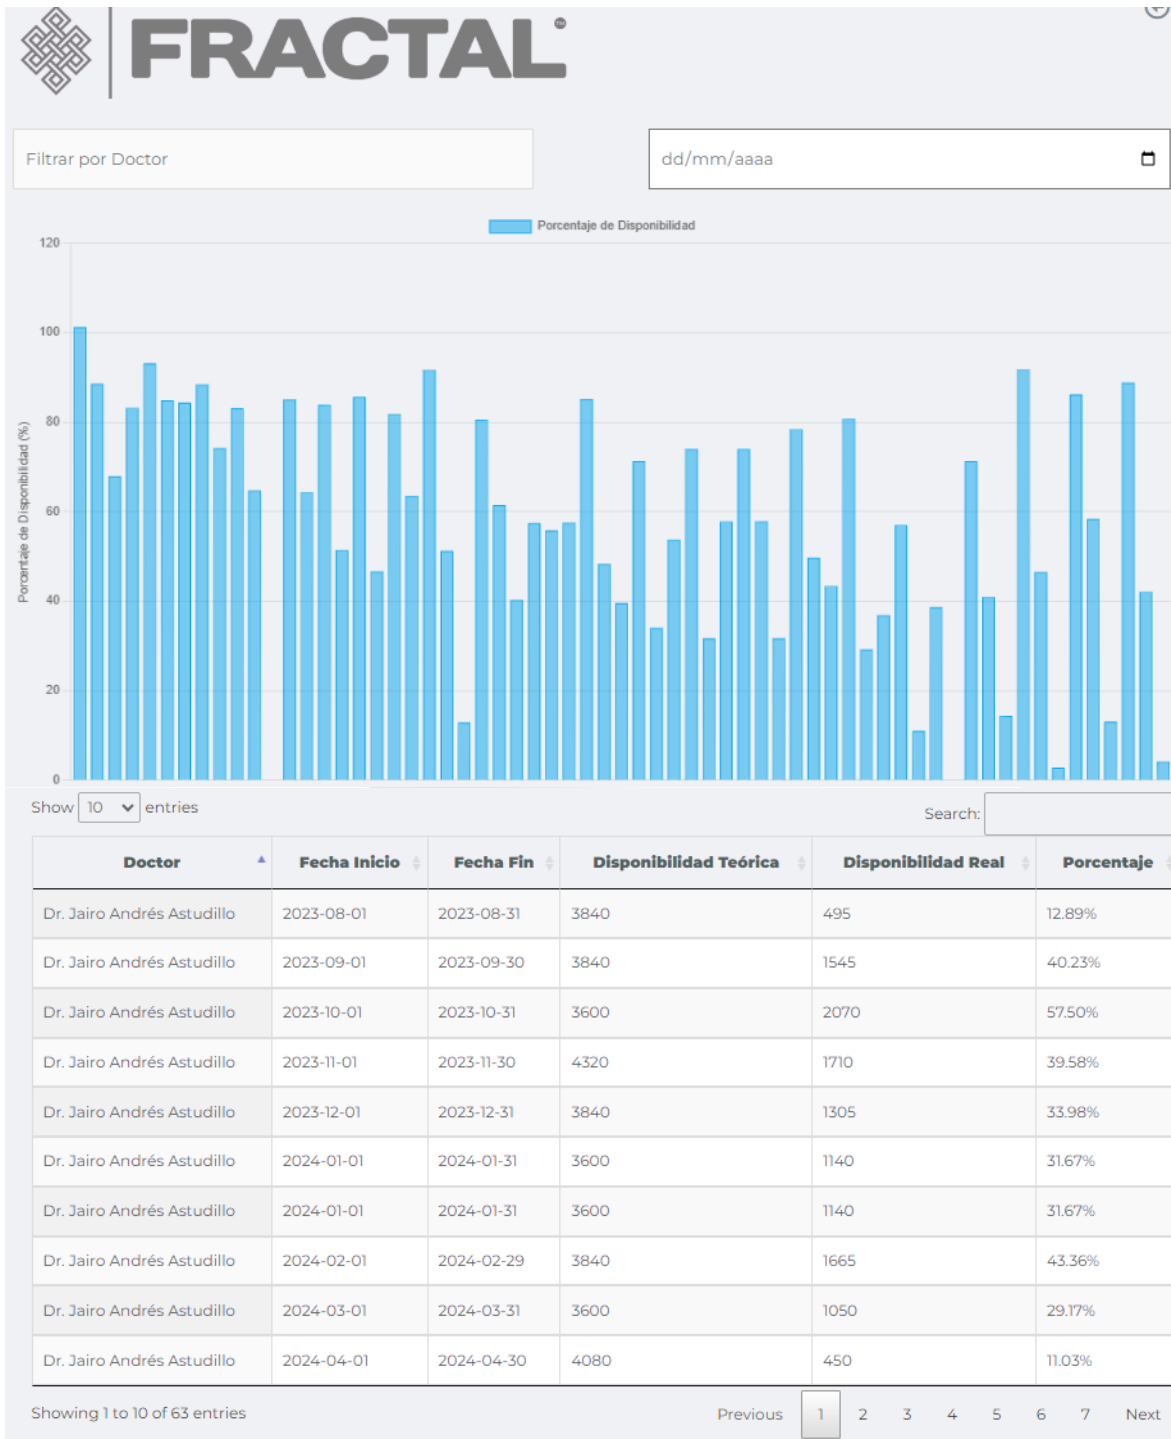 FRACTAL
Filtrar por Doctor
dd/mm/aaaa
Porcentaje de Disponibilidad
120
100
80
60
40
20
0
Porcentaje de Disponibilidad (%)
Show 10 entries
Search:
Doctor Fecha Inicio Fecha Fin Disponibilidad Teórica Disponibilidad Real Porcentaje
Dr. Jairo Andrés Astudillo 2023-08-01 2023-08-31 3840 495 12.89%
Dr. Jairo Andrés Astudillo 2023-09-01 2023-09-30 3840 1545 40.23%
Dr. Jairo Andrés Astudillo 2023-10-01 2023-10-31 3600 2070 57.50%
Dr. Jairo Andrés Astudillo 2023-11-01 2023-11-30 4320 1710 39.58%
Dr. Jairo Andrés Astudillo 2023-12-01 2023-12-31 3840 1305 33.98%
Dr. Jairo Andrés Astudillo 2024-01-01 2024-01-31 3600 1140 31.67%
Dr. Jairo Andrés Astudillo 2024-01-01 2024-01-31 3600 1140 31.67%
Dr. Jairo Andrés Astudillo 2024-02-01 2024-02-29 3840 1665 43.36%
Dr. Jairo Andrés Astudillo 2024-03-01 2024-03-31 3600 1050 29.17%
Dr. Jairo Andrés Astudillo 2024-04-01 2024-04-30 4080 450 11.03%
Showing 1 to 10 of 63 entries
Previous 1 2 3 4 5 6 7 Next